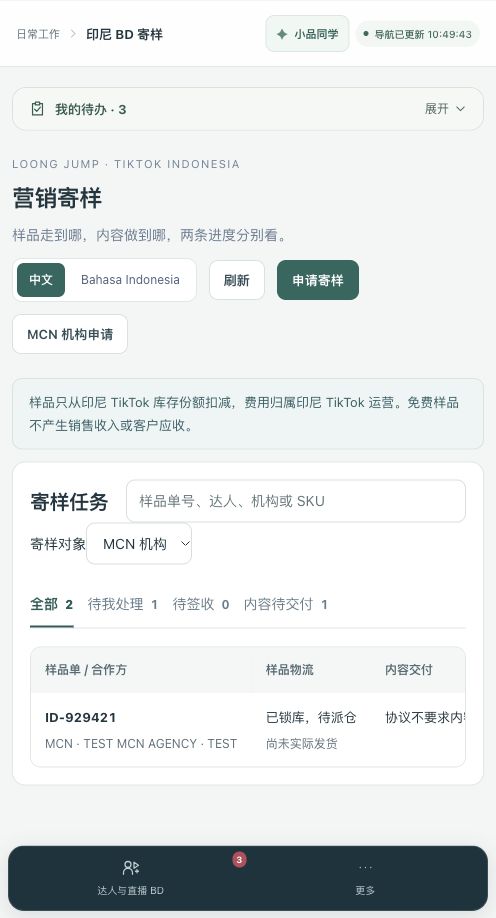 日常工作 > 印尼 BD 寄样
小品同学
导航已更新 10:49:43
我的待办 · 3
展开
LOONG JUMP · TIKTOK INDONESIA
营销寄样
样品走到哪，内容做到哪，两条进度分别看。
中文
Bahasa Indonesia
刷新
申请寄样
MCN 机构申请
样品只从印尼 TikTok 库存份额扣减，费用归属印尼 TikTok 运营。免费样品
不产生销售收入或客户应收。
寄样任务
样品单号、达人、机构或 SKU
寄样对象
MCN 机构
全部 2 待我处理 1 待签收 0 内容待交付 1
样品单 / 合作方 样品物流 内容交付
ID-929421 已锁库，待派仓 协议不要求内
MCN · TEST MCN AGENCY · TEST 尚未实际发货
3
达人与直播 BD
... 更多